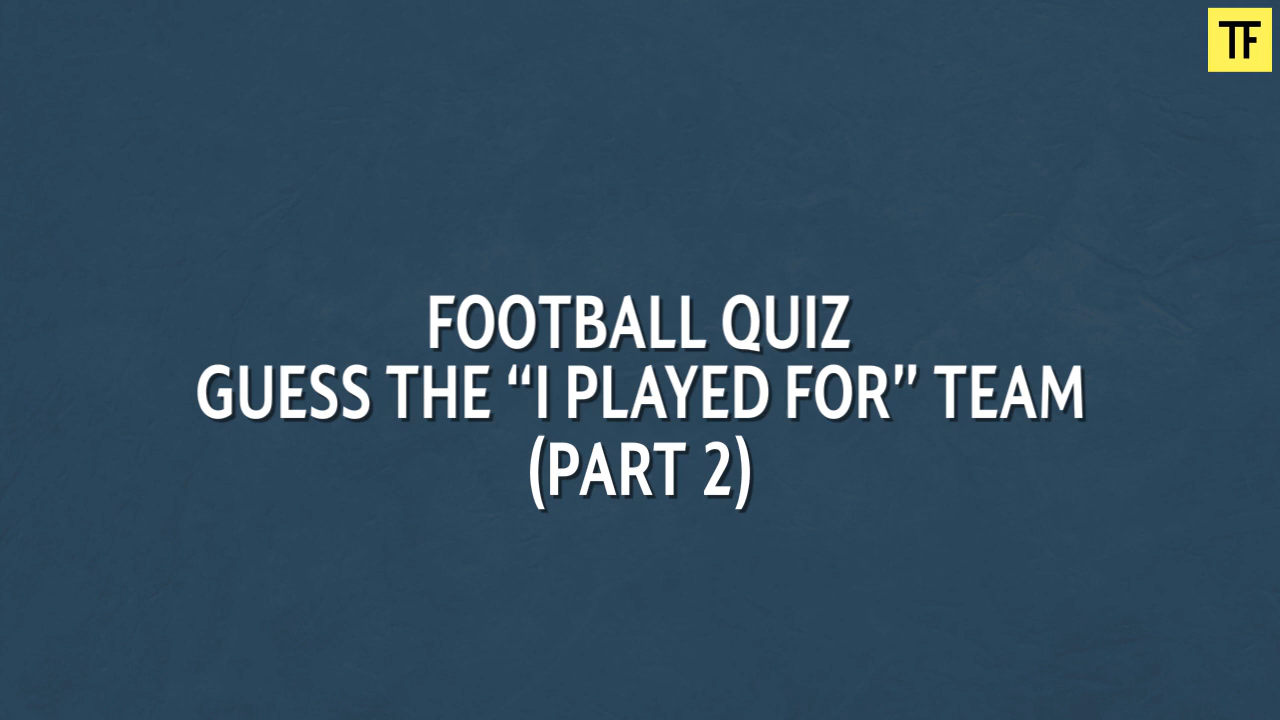 TF
FOOTBALL QUIZ
GUESS THE “I PLAYED FOR” TEAM
(PART 2)